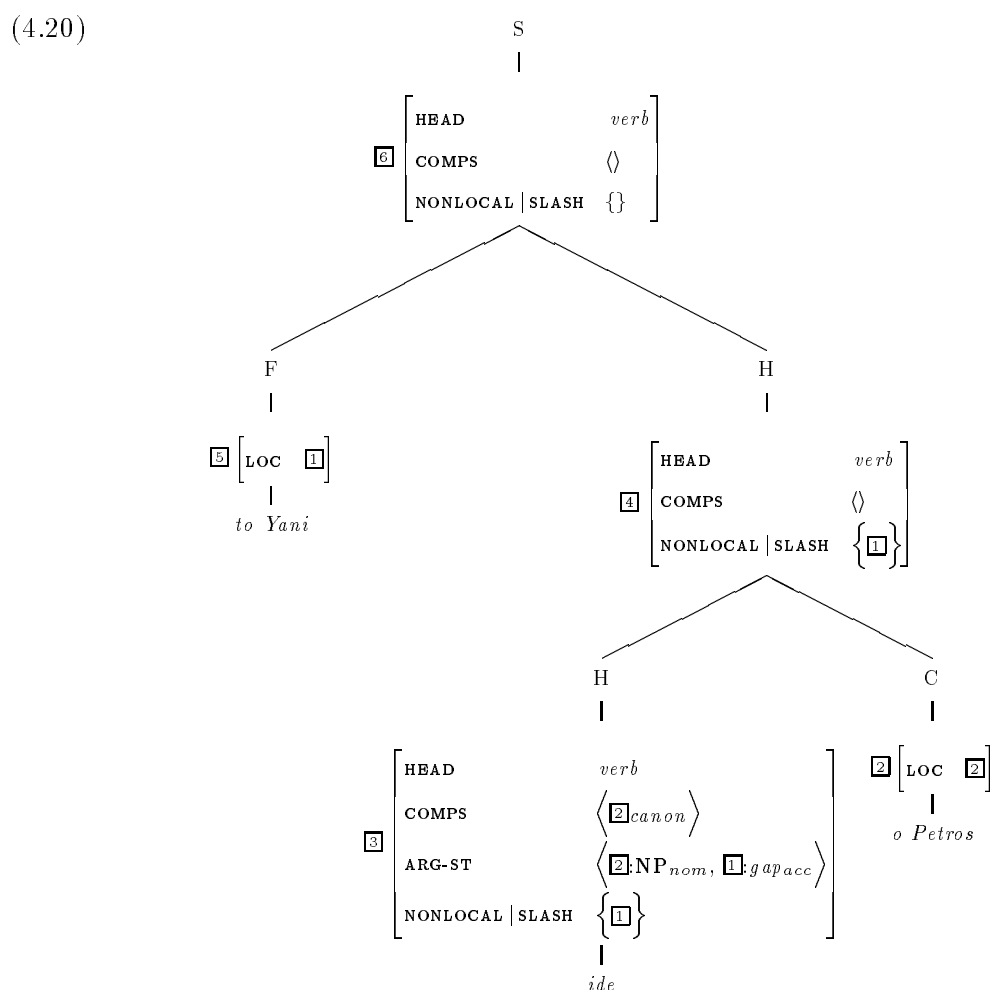 (4.20)
S
6 HEAD verb
COMPS ⟨⟩
NONLOCAL|SLASH {}
F H
5 [LOC 1]
to Yani
4 HEAD verb
COMPS ⟨⟩
NONLOCAL|SLASH {1}
H C
3 HEAD verb
COMPS ⟨2canon⟩
ARG-ST ⟨2:NPnom, 1:gapacc⟩
NONLOCAL|SLASH {1}
ide
2 [LOC 2]
o Petros